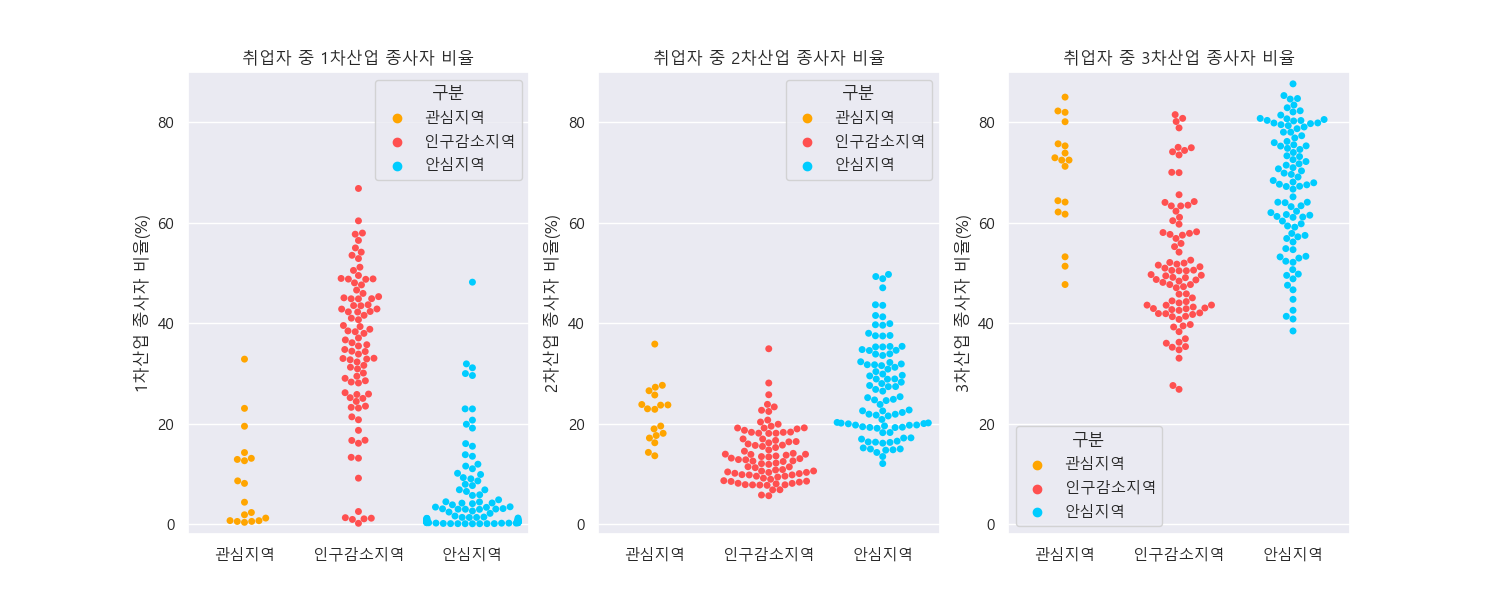 취업자 중 1차산업 종사자 비율
1차산업 종사자 비율(%)
80
60
40
20
0
구분
관심지역
인구감소지역
안심지역
관심지역
인구감소지역
안심지역
취업자 중 2차산업 종사자 비율
2차산업 종사자 비율(%)
80
60
40
20
0
구분
관심지역
인구감소지역
안심지역
관심지역
인구감소지역
안심지역
취업자 중 3차산업 종사자 비율
3차산업 종사자 비율(%)
80
60
40
20
0
구분
관심지역
인구감소지역
안심지역
관심지역
인구감소지역
안심지역